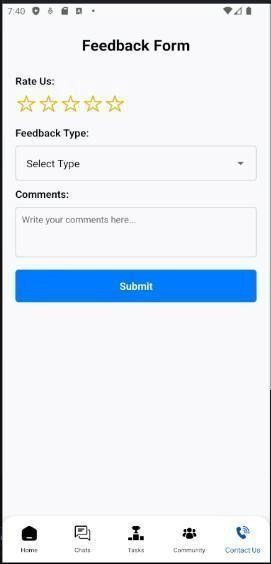 7:40
Feedback Form
Rate Us:
Feedback Type:
Select Type
Comments:
Write your comments here...
Submit
Home
Chats
Tasks
Community
Contact Us